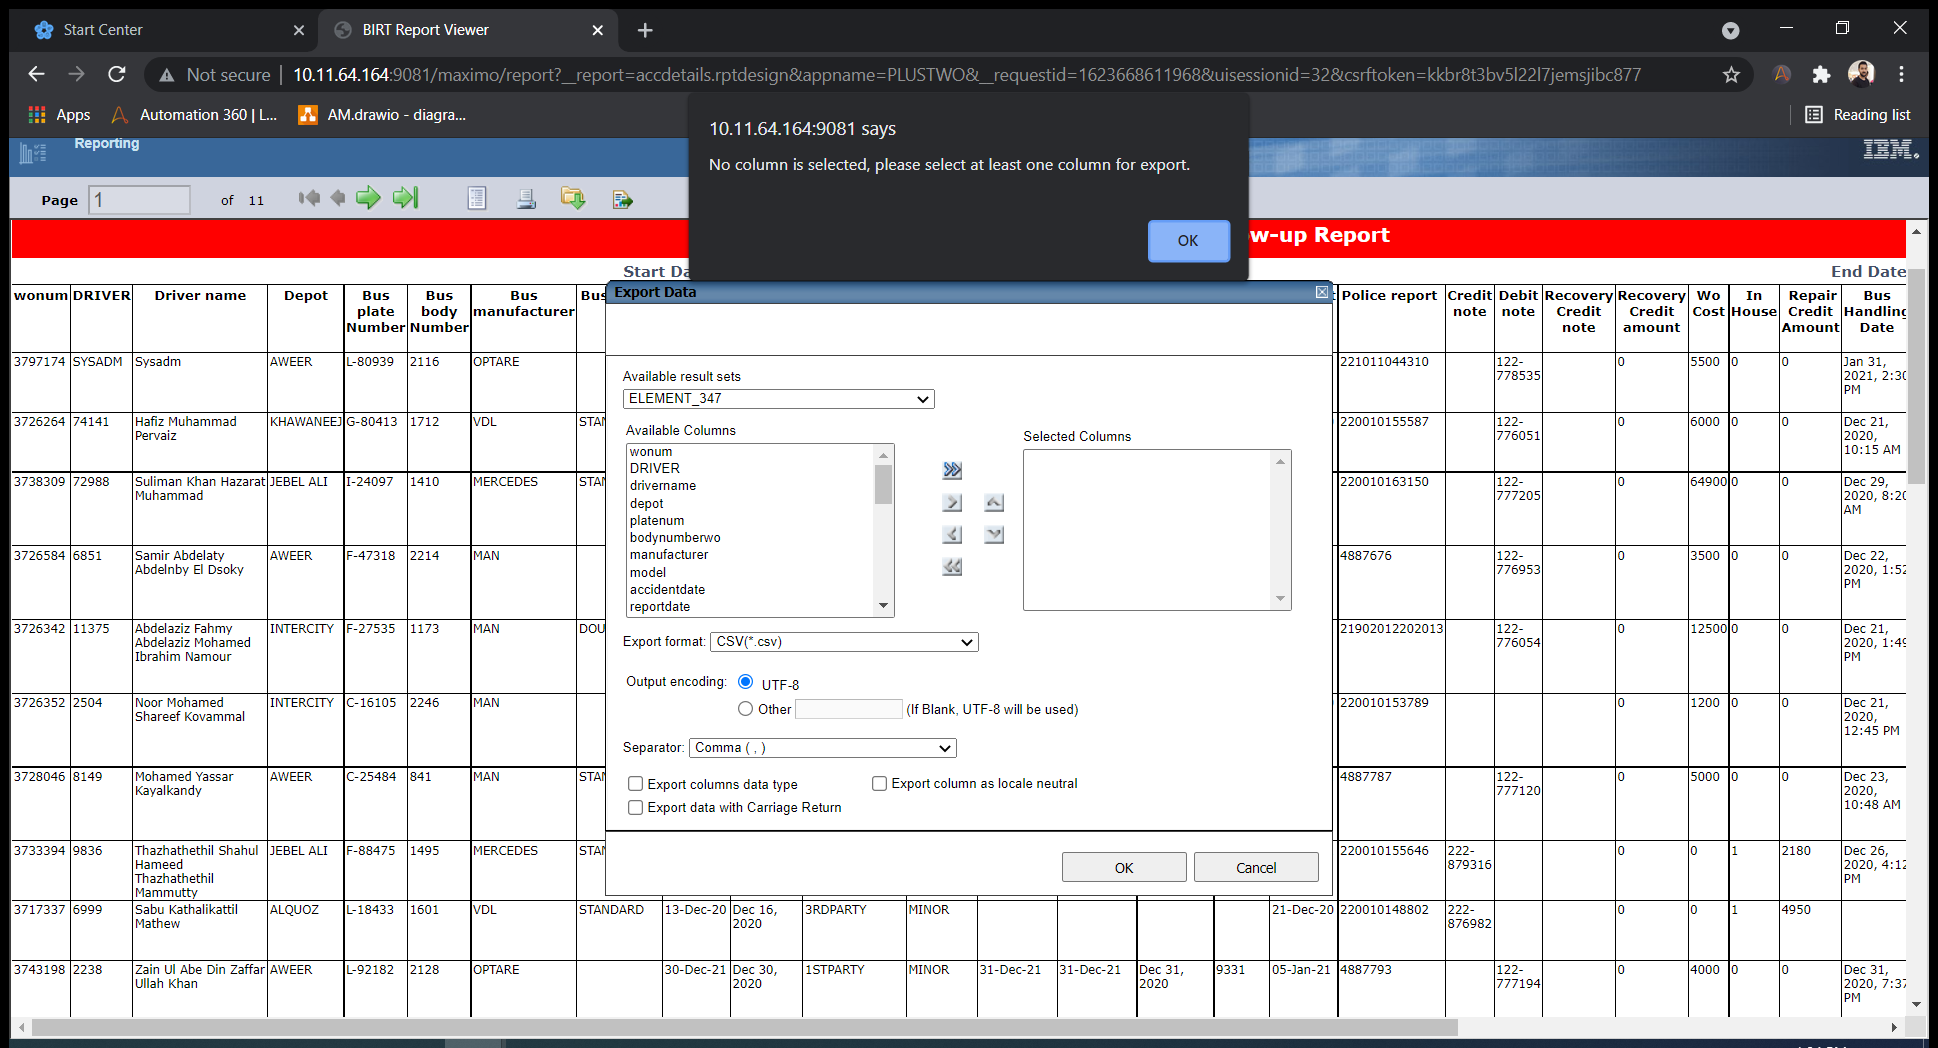 Start Center
BIRT Report Viewer
Not secure
10.11.64.164:9081/maximo/report?__report=accdetails.rptdesign&appname=PLUSTWO&__requestid=1623668611968&uisessionid=32&csrftoken=kkbr8t3bv5l22l7jemsjibc877
Apps
Automation 360 | L...
AM.drawio - diagra...
Reading list
10.11.64.164:9081 says
No column is selected, please select at least one column for export.
OK
Reporting
IBM.
Page 1 of 11
w-up Report
Start Da
End Date
wonum DRIVER Driver name Depot Bus plate Number Bus body Number Bus manufacturer Bus Police report Credit note Debit note Recovery Credit note Recovery Credit amount Wo Cost In House Repair Credit Amount Bus Handling Date
3797174 SYSADM Sysadm AWEER L-80939 2116 OPTARE 221011044310 122-778535 0 5500 0 0 Jan 31, 2021, 2:30 PM
3726264 74141 Hafiz Muhammad Pervaiz KHAWANEEJ G-80413 1712 VDL STAN 220010155587 122-776051 0 6000 0 0 Dec 21, 2020, 10:15 AM
3738309 72988 Suliman Khan Hazarat Muhammad JEBEL ALI I-24097 1410 MERCEDES STAN 220010163150 122-777205 0 64900 0 0 Dec 29, 2020, 8:20 AM
3726584 6851 Samir Abdelaty Abdelnby El Dsoky AWEER F-47318 2214 MAN 4887676 122-776953 0 3500 0 0 Dec 22, 2020, 1:52 PM
3726342 11375 Abdelaziz Fahmy Abdelaziz Mohamed Ibrahim Namour INTERCITY F-27535 1173 MAN DOU 21902012202013 122-776054 0 12500 0 0 Dec 21, 2020, 1:49 PM
3726352 2504 Noor Mohamed Shareef Kovammal INTERCITY C-16105 2246 MAN 220010153789 0 1200 0 0 Dec 21, 2020, 12:45 PM
3728046 8149 Mohamed Yassar Kayalkandy AWEER C-25484 841 MAN STAN 4887787 122-777120 0 5000 0 0 Dec 23, 2020, 10:48 AM
3733394 9836 Thazhathethil Shahul Hameed Thazhathethil Mammutty JEBEL ALI F-88475 1495 MERCEDES STAN 220010155646 222-879316 0 0 1 2180 Dec 26, 2020, 4:12 PM
3717337 6999 Sabu Kathalikattil Mathew ALQUOZ L-18433 1601 VDL STANDARD 13-Dec-20 Dec 16, 2020 3RDPARTY MINOR 21-Dec-20 220010148802 222-876982 0 0 1 4950
3743198 2238 Zain Ul Abe Din Zaffar Ullah Khan AWEER L-92182 2128 OPTARE 30-Dec-21 Dec 30, 2020 1STPARTY MINOR 31-Dec-21 31-Dec-21 Dec 31, 2020 9331 05-Jan-21 4887793 122-777194 0 4000 0 0 Dec 31, 2020, 7:37 PM
Export Data
Available result sets
ELEMENT_347
Available Columns
Selected Columns
wonum
DRIVER
drivername
depot
platenum
bodynumberwo
manufacturer
model
accidentdate
reportdate
Export format: CSV(*.csv)
Output encoding: UTF-8
Other (If Blank, UTF-8 will be used)
Separator: Comma ( , )
Export columns data type
Export column as locale neutral
Export data with Carriage Return
OK
Cancel